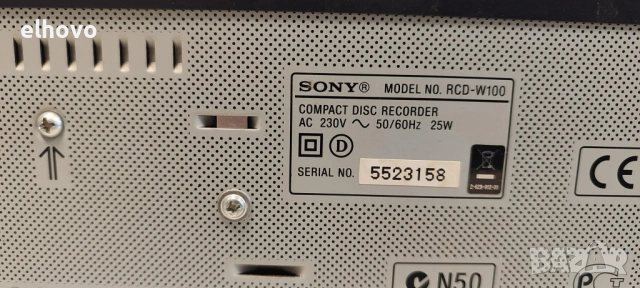 elhovo
SONY® MODEL NO. RCD-W100
COMPACT DISC RECORDER
AC 230V ~ 50/60Hz 25W
D
SERIAL NO. 5523158
CE
N50
BAZAR